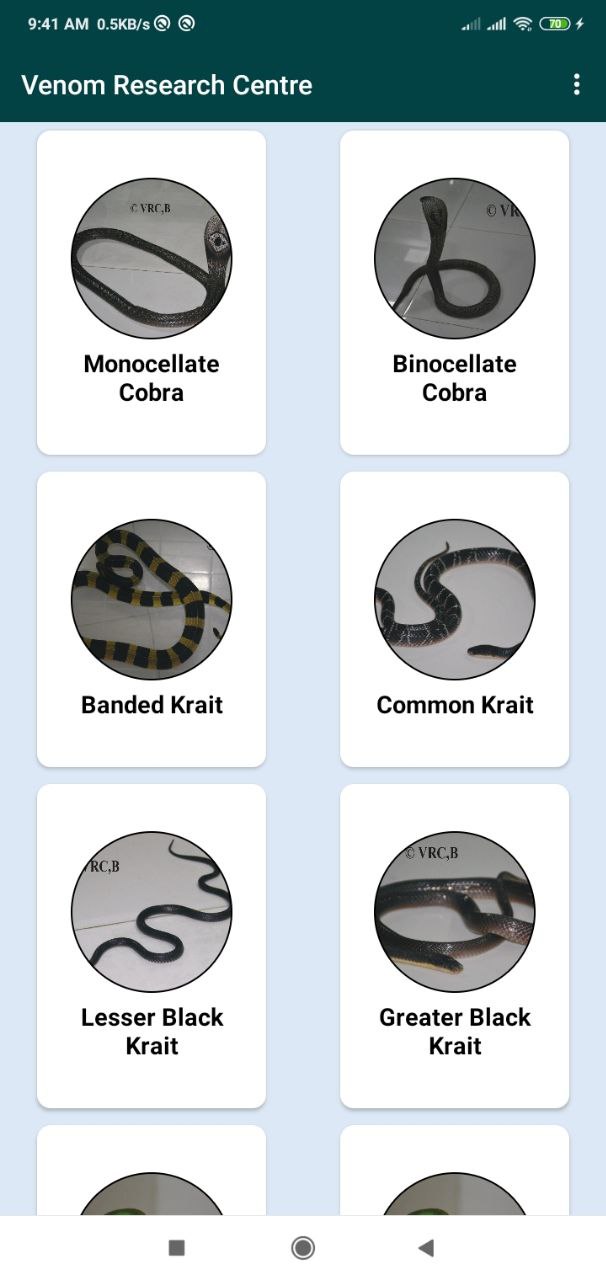 9:41 AM 0.5KB/s
70
Venom Research Centre
© VRC,B
© VR
Monocellate
Cobra
Binocellate
Cobra
Banded Krait
Common Krait
VRC,B
© VRC,B
Lesser Black
Krait
Greater Black
Krait